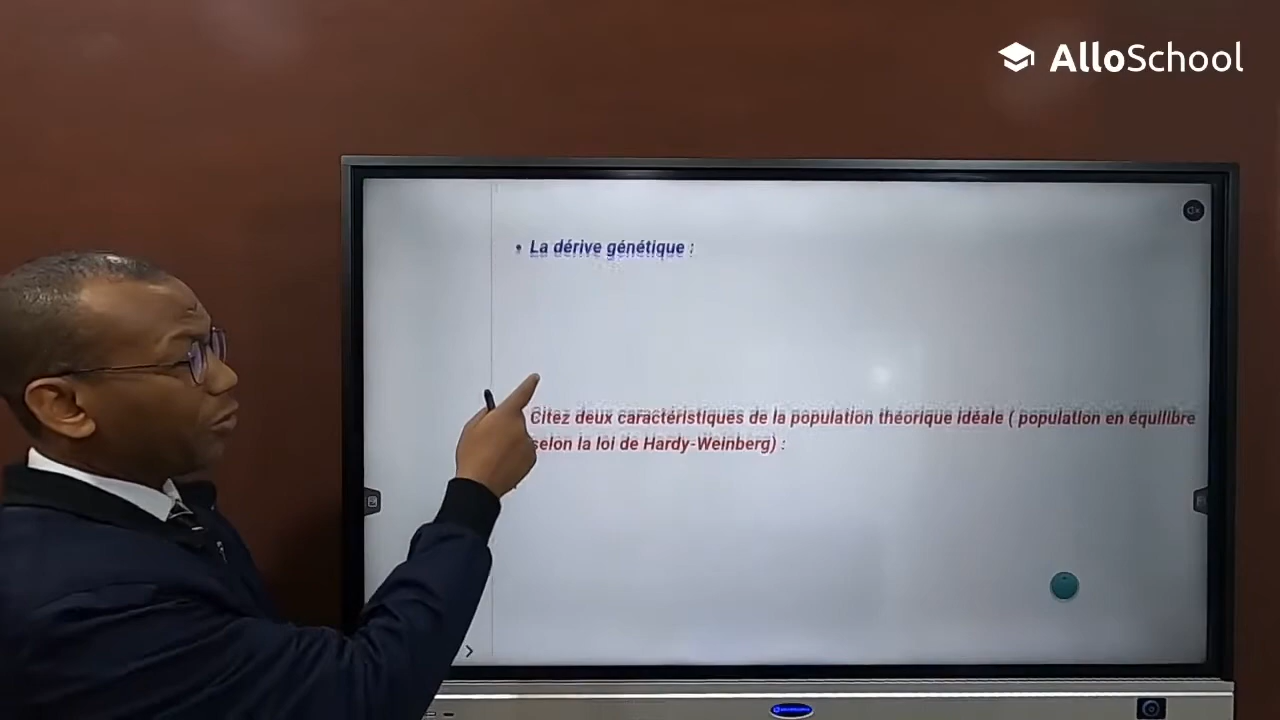 AlloSchool
• La dérive génétique :
Citez deux caractéristiques de la population théorique idéale ( population en équilibre
selon la loi de Hardy-Weinberg) :